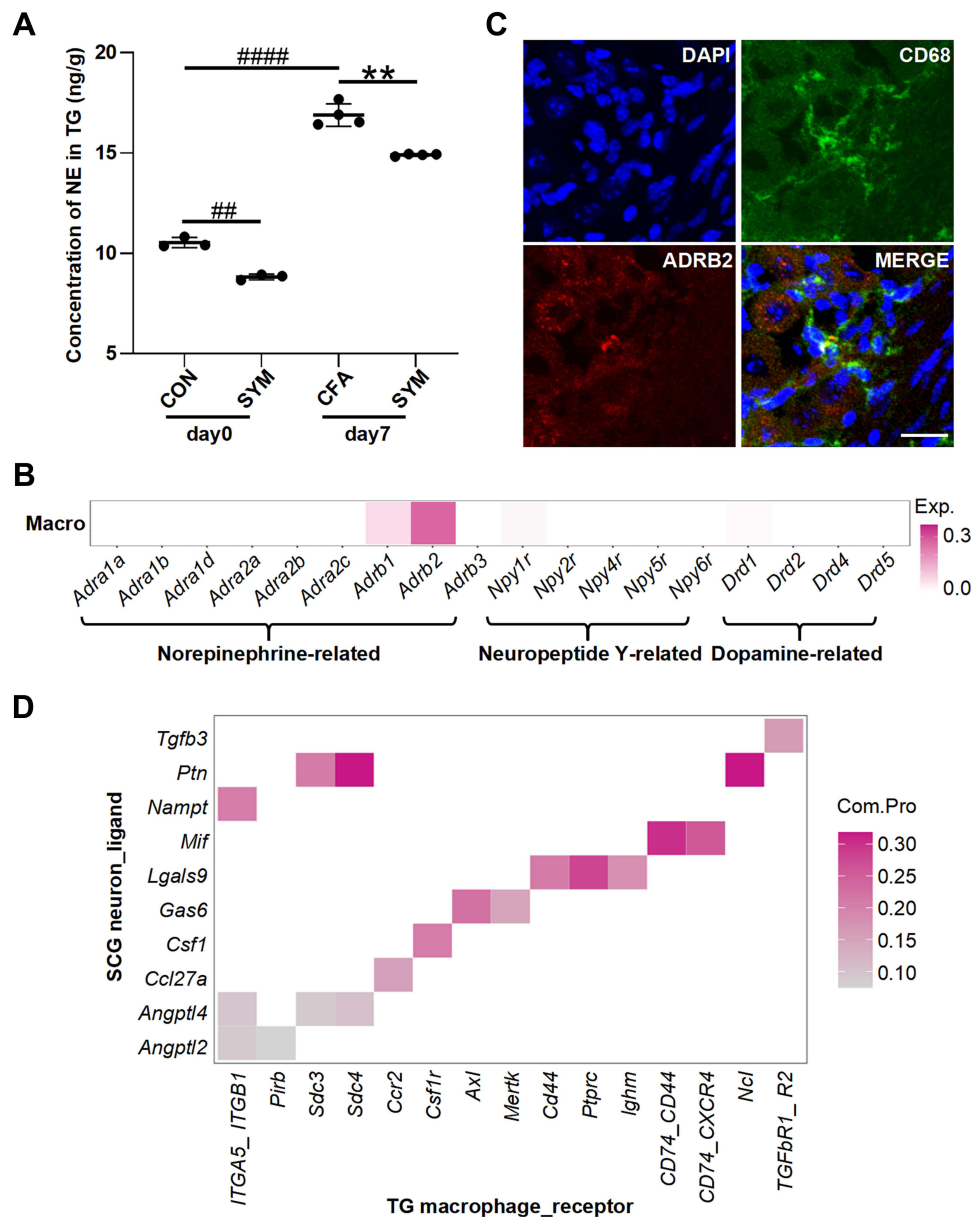 A
Concentration of NE in TG (ng/g)
20
15
10
5
####
**
##
CON
SYM
CFA
SYM
day0
day7
C
DAPI
CD68
ADRB2
MERGE
B
Macro
Adra1a
Adra1b
Adra1d
Adra2a
Adra2b
Adra2c
Adrb1
Adrb2
Adrb3
Npy1r
Npy2r
Npy4r
Npy5r
Npy6r
Drd1
Drd2
Drd4
Drd5
Exp.
0.3
0.0
Norepinephrine-related
Neuropeptide Y-related
Dopamine-related
D
SCG neuron_ligand
Tgfb3
Ptn
Nampt
Mif
Lgals9
Gas6
Csf1
Ccl27a
Angptl4
Angptl2
ITGA5_ ITGB1
Pirb
Sdc3
Sdc4
Ccr2
Csf1r
Axl
Mertk
Cd44
Ptprc
Ighm
CD74_CD44
CD74_CXCR4
Ncl
TGFbR1_ R2
TG macrophage_receptor
Com.Pro
0.30
0.25
0.20
0.15
0.10